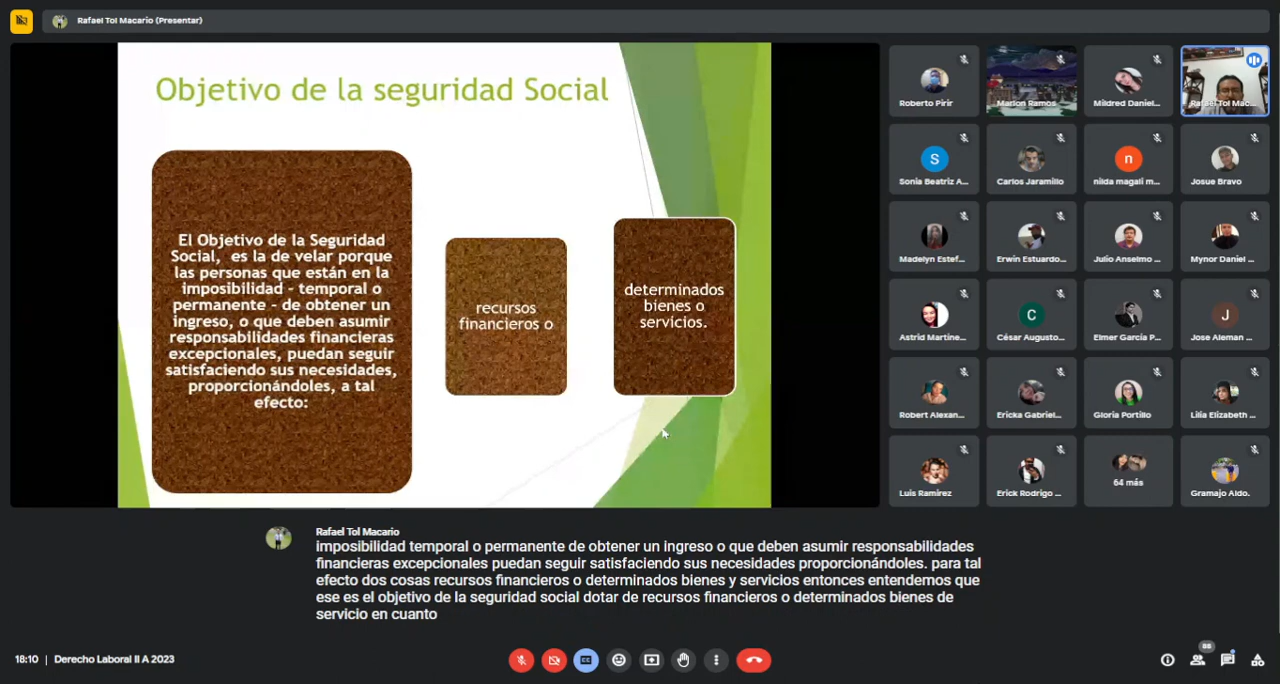 Rafael Tol Macario (Presentar)
Objetivo de la seguridad Social
El Objetivo de la Seguridad
Social,  es la de velar porque
las personas que están en la
imposibilidad - temporal o
permanente - de obtener un
ingreso, o que deben asumir
responsabilidades financieras
excepcionales, puedan seguir
satisfaciendo sus necesidades,
proporcionándoles, a tal
efecto:
recursos
financieros o
determinados
bienes o
servicios.
Roberto Pirir
Marlon Ramos
Mildred Daniel...
Rafael Tol Mac...
S
Sonia Beatriz A...
Carlos Jaramillo
n
nilda magali m...
Josue Bravo
Madelyn Estef...
Erwin Estuardo...
Julio Anselmo ...
Mynor Daniel ...
Astrid Martine...
C
César Augusto...
Elmer García P...
J
Jose Aleman ...
Robert Alexan...
Ericka Gabriel...
Gloria Portillo
Lilia Elizabeth ...
Luis Ramirez
Erick Rodrigo ...
64 más
Gramajo Aldo.
Rafael Tol Macario
imposibilidad temporal o permanente de obtener un ingreso o que deben asumir responsabilidades
financieras excepcionales puedan seguir satisfaciendo sus necesidades proporcionándoles. para tal
efecto dos cosas recursos financieros o determinados bienes y servicios entonces entendemos que
ese es el objetivo de la seguridad social dotar de recursos financieros o determinados bienes de
servicio en cuanto
18:10 | Derecho Laboral II A 2023
CC
88